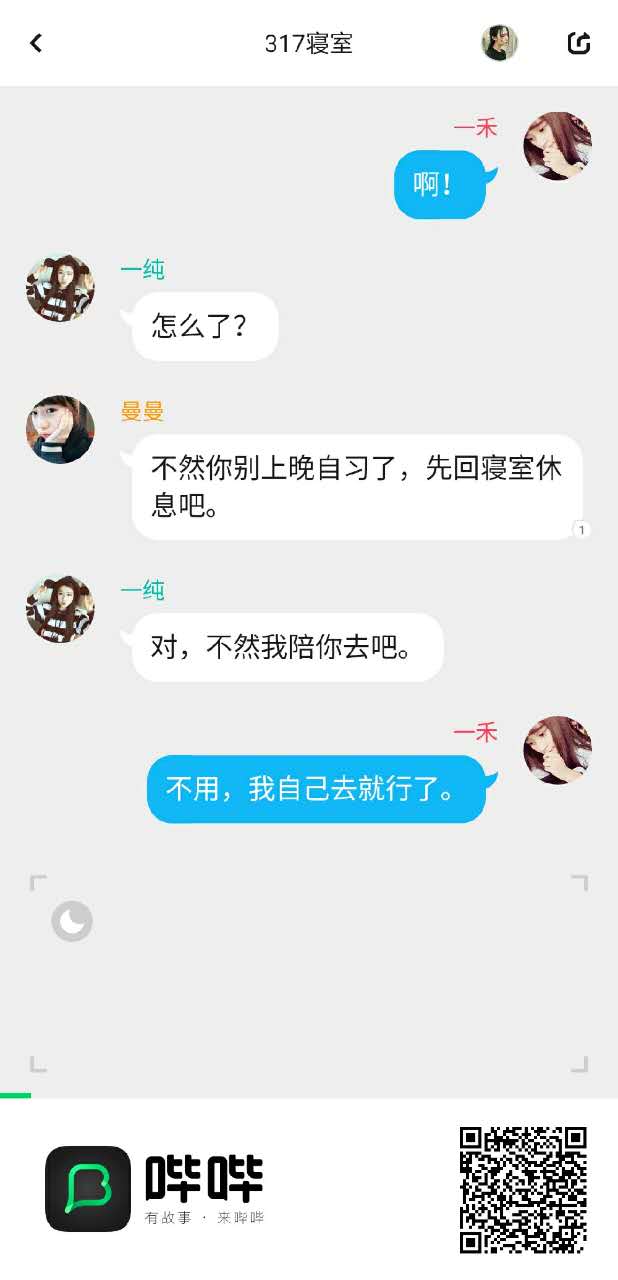 317寝室
一禾
啊！
一纯
怎么了？
曼曼
不然你别上晚自习了，先回寝室休
息吧。
1
一纯
对，不然我陪你去吧。
一禾
不用，我自己去就行了。
哔哔
有故事 · 来哔哔